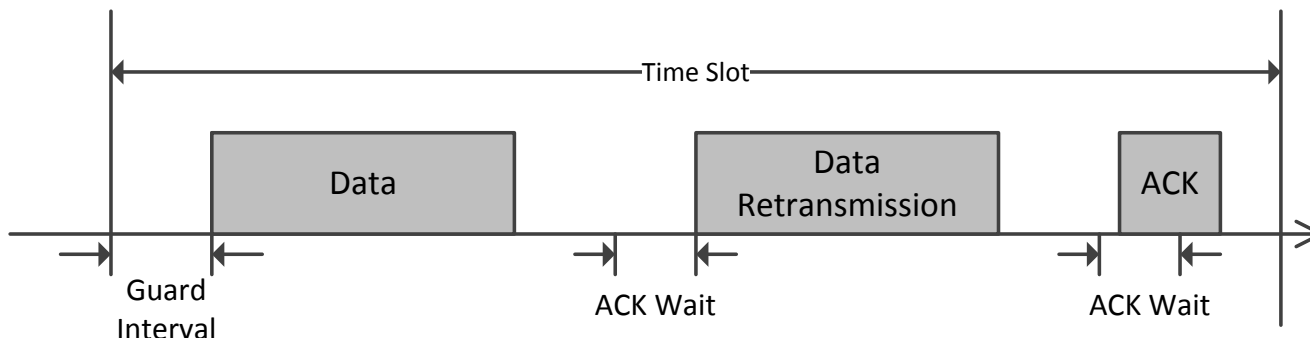 Time Slot
Data
Data
Retransmission
ACK
Guard
Interval
ACK Wait
ACK Wait